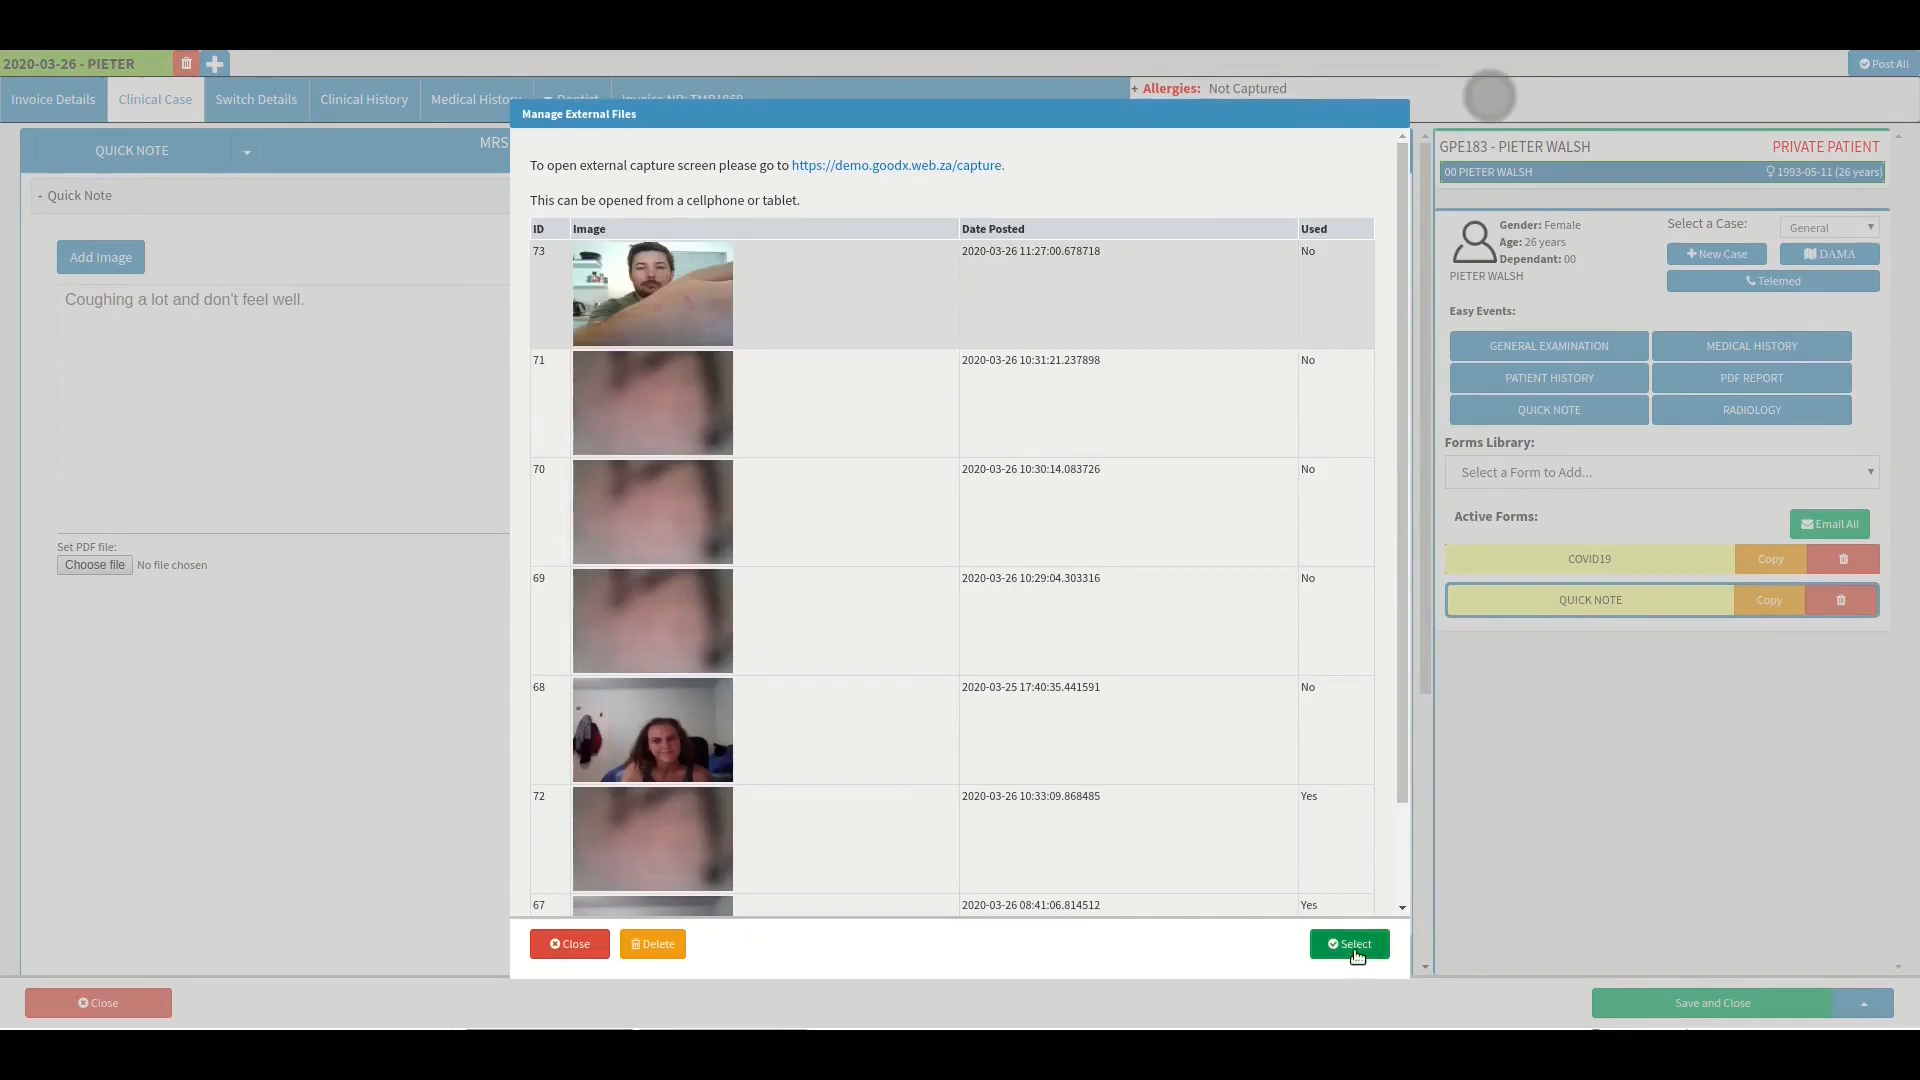 2020-03-26 - PIETER
Post All
Invoice Details
Clinical Case
Switch Details
Clinical History
Medical History
Dentist
Invoice NR: TMP1869
+ Allergies: Not Captured
QUICK NOTE
MRS
- Quick Note
Add Image
Coughing a lot and don't feel well.
Set PDF file:
Choose file No file chosen
Manage External Files
To open external capture screen please go to https://demo.goodx.web.za/capture.
This can be opened from a cellphone or tablet.
ID Image Date Posted Used
73 2020-03-26 11:27:00.678718 No
71 2020-03-26 10:31:21.237898 No
70 2020-03-26 10:30:14.083726 No
69 2020-03-26 10:29:04.303316 No
68 2020-03-25 17:40:35.441591 No
72 2020-03-26 10:33:09.868485 Yes
67 2020-03-26 08:41:06.814512 Yes
Close
Delete
Select
GPE183 - PIETER WALSH PRIVATE PATIENT
00 PIETER WALSH 1993-05-11 (26 years)
Gender: Female
Age: 26 years
Dependant: 00
PIETER WALSH
Select a Case: General
New Case
DAMA
Telemed
Easy Events:
GENERAL EXAMINATION
MEDICAL HISTORY
PATIENT HISTORY
PDF REPORT
QUICK NOTE
RADIOLOGY
Forms Library:
Select a Form to Add...
Active Forms:
Email All
COVID19 Copy
QUICK NOTE Copy
Close
Save and Close